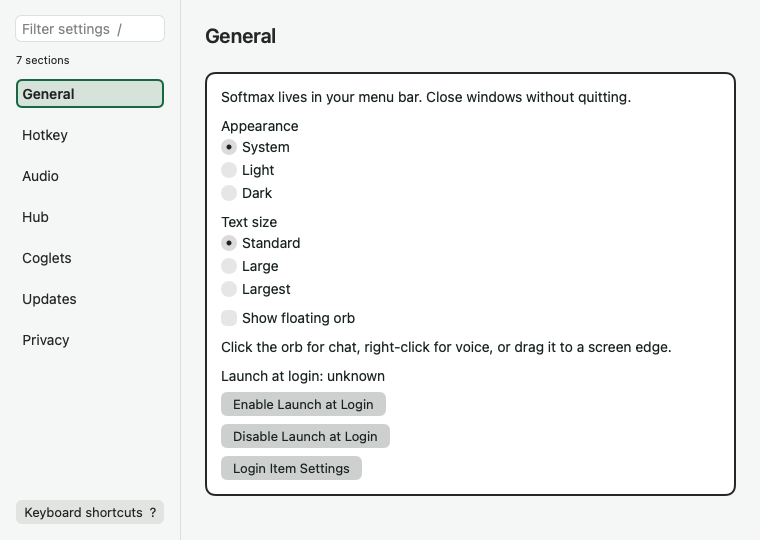 Filter settings /
7 sections
General
Hotkey
Audio
Hub
Coglets
Updates
Privacy
Keyboard shortcuts ?
General
Softmax lives in your menu bar. Close windows without quitting.
Appearance
System
Light
Dark
Text size
Standard
Large
Largest
Show floating orb
Click the orb for chat, right-click for voice, or drag it to a screen edge.
Launch at login: unknown
Enable Launch at Login
Disable Launch at Login
Login Item Settings